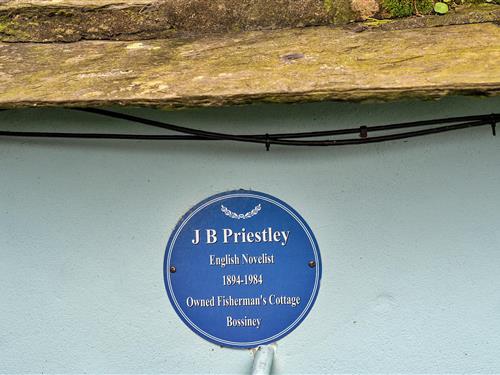 J B Priestley
English Novelist
1894-1984
Owned Fisherman's Cottage
Bossiney